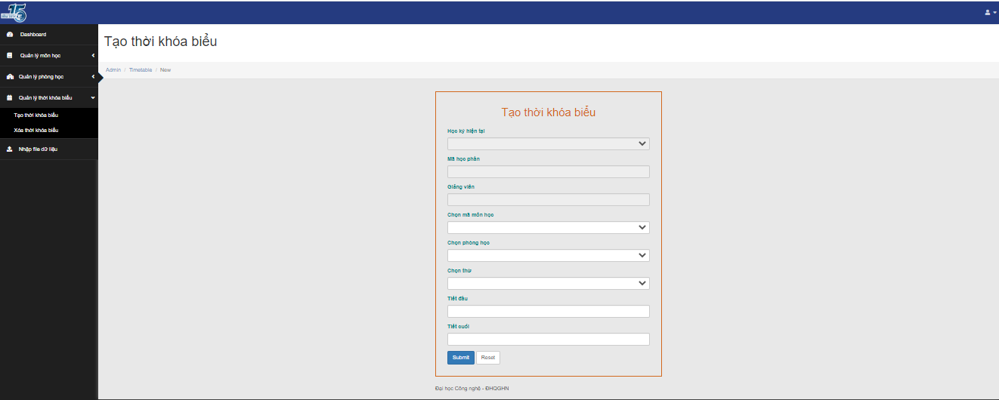 15
Dashboard
Quản lý môn học
Quản lý phòng học
Quản lý thời khóa biểu
Tạo thời khóa biểu
Xóa thời khóa biểu
Nhập file dữ liệu
Tạo thời khóa biểu
Admin / Timetable / New
Tạo thời khóa biểu
Học kỳ hiện tại
Mã học phần
Giảng viên
Chọn mã môn học
Chọn phòng học
Chọn thứ
Tiết đầu
Tiết cuối
Submit Reset
Đại học Công nghệ - ĐHQGHN